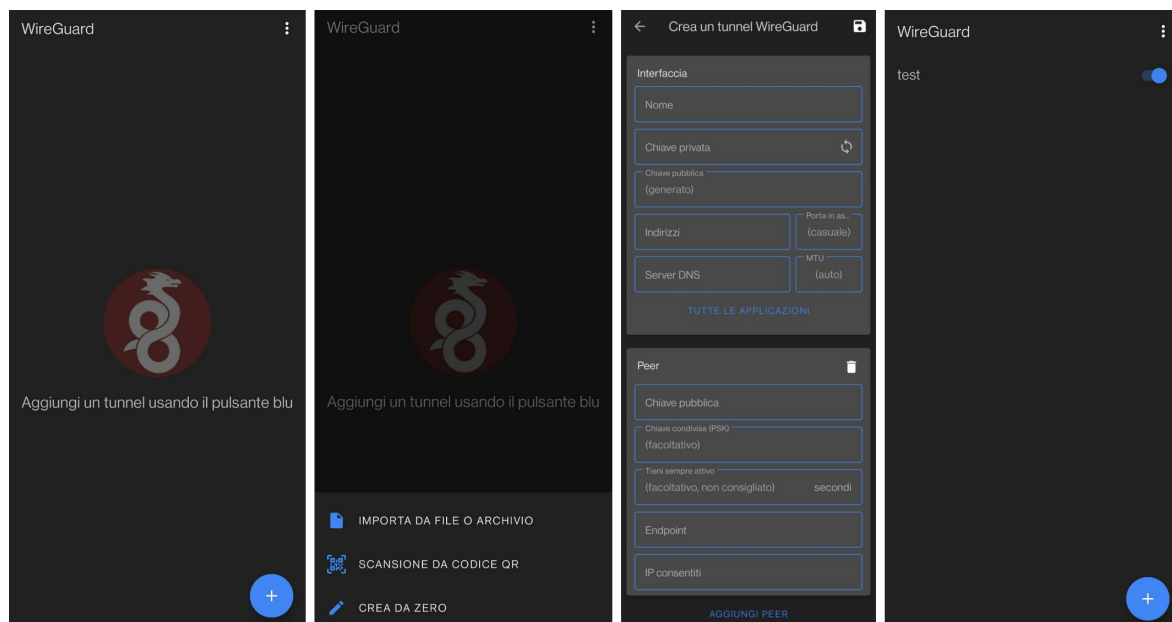 WireGuard
Aggiungi un tunnel usando il pulsante blu
WireGuard
Aggiungi un tunnel usando il pulsante blu
IMPORTA DA FILE O ARCHIVIO
SCANSIONE DA CODICE QR
CREA DA ZERO
Crea un tunnel WireGuard
Interfaccia
Nome
Chiave privata
Chiave pubblica
(generato)
Indirizzi
Porta in as...
(casuale)
Server DNS
MTU
(auto)
TUTTE LE APPLICAZIONI
Peer
Chiave pubblica
Chiave condivisa (PSK)
(facoltativo)
Tieni sempre attivo
(facoltativo, non consigliato) secondi
Endpoint
IP consentiti
AGGIUNGI PEER
WireGuard
test